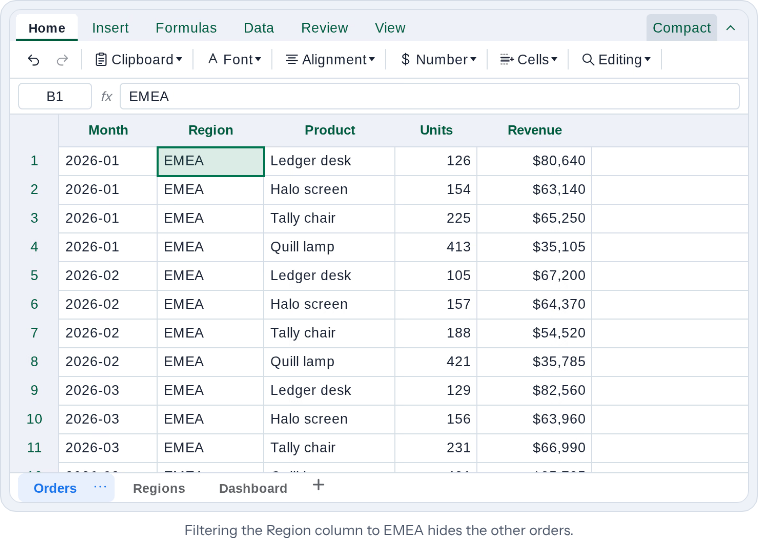 Home Insert Formulas Data Review View Compact
Clipboard Font Alignment $ Number Cells Editing
B1 fx EMEA
Month Region Product Units Revenue
1 2026-01 EMEA Ledger desk 126 $80,640
2 2026-01 EMEA Halo screen 154 $63,140
3 2026-01 EMEA Tally chair 225 $65,250
4 2026-01 EMEA Quill lamp 413 $35,105
5 2026-02 EMEA Ledger desk 105 $67,200
6 2026-02 EMEA Halo screen 157 $64,370
7 2026-02 EMEA Tally chair 188 $54,520
8 2026-02 EMEA Quill lamp 421 $35,785
9 2026-03 EMEA Ledger desk 129 $82,560
10 2026-03 EMEA Halo screen 156 $63,960
11 2026-03 EMEA Tally chair 231 $66,990
Orders ... Regions Dashboard +
Filtering the Region column to EMEA hides the other orders.